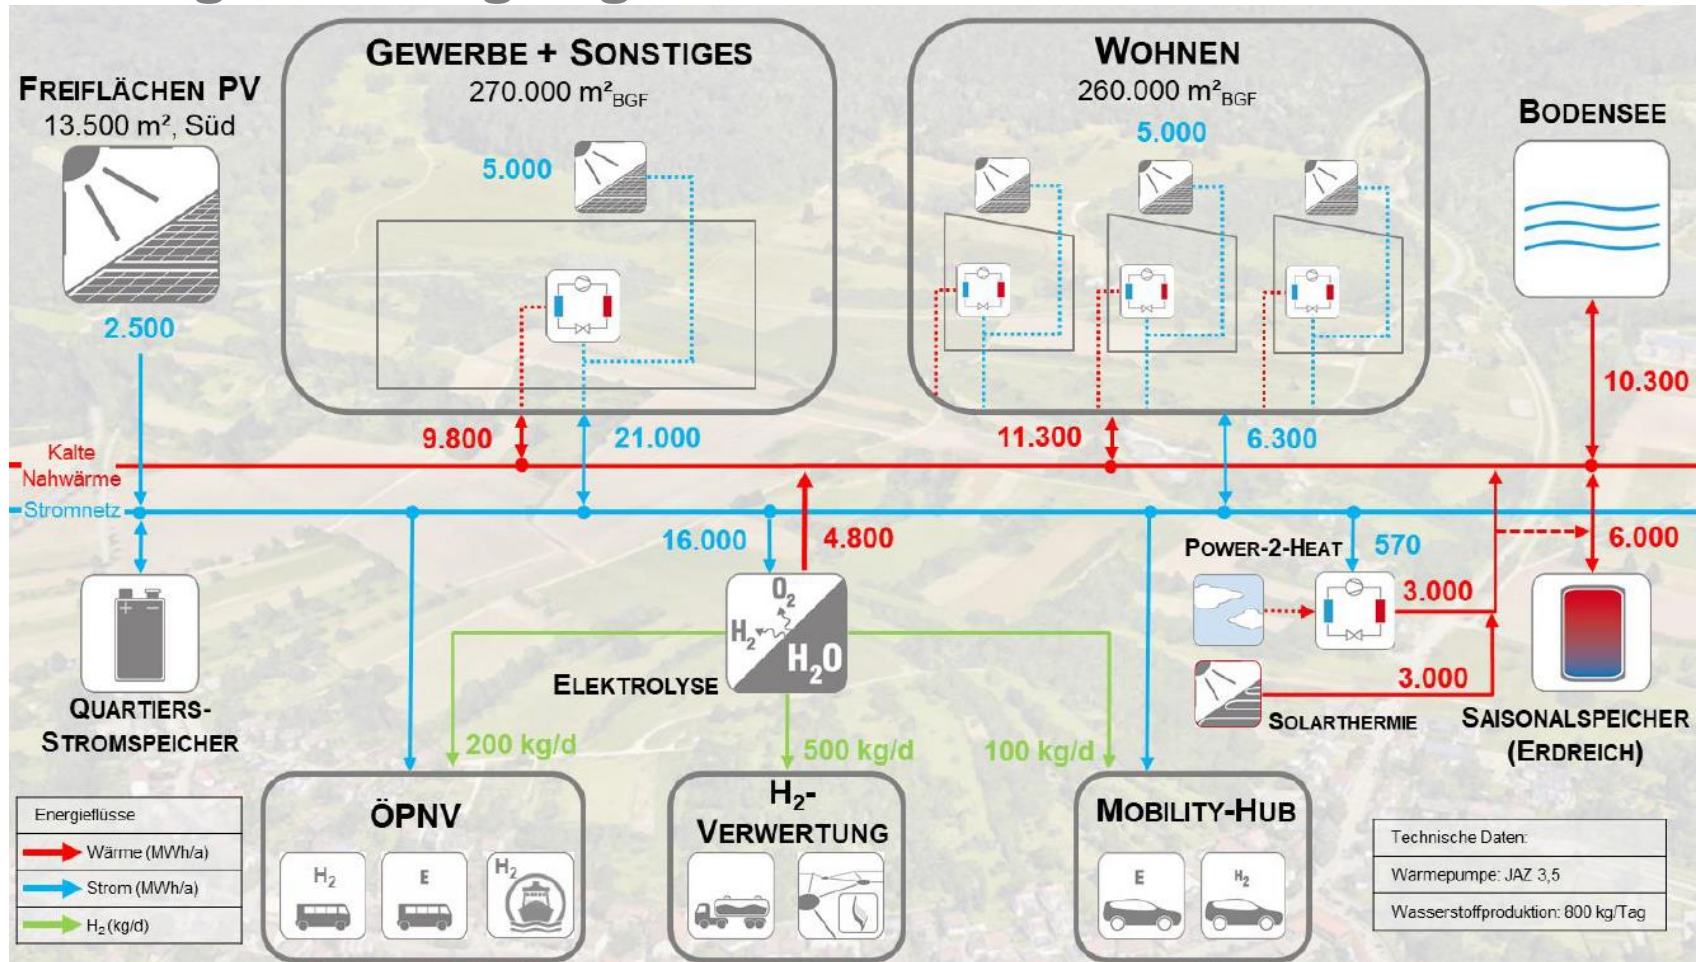 FREIFLÄCHEN PV
13.500 m², Süd
2.500
GEWERBE + SONSTIGES
270.000 m²BGF
5.000
WOHNEN
260.000 m²BGF
5.000
BODENSEE
10.300
9.800
21.000
11.300
6.300
Kalte
Nahwärme
Stromnetz
16.000
4.800
POWER-2-HEAT
570
6.000
3.000
3.000
SOLARTHERMIE
O2
H2
H2O
ELEKTROLYSE
QUARTIERS-
STROMSPEICHER
SAISONALSPEICHER
(ERDREICH)
200 kg/d
500 kg/d
100 kg/d
ÖPNV
H2
E
H2
H2-
VERWERTUNG
MOBILITY-HUB
E
H2
Energieflüsse
Wärme (MWh/a)
Strom (MWh/a)
H2 (kg/d)
Technische Daten:
Wärmepumpe: JAZ 3,5
Wasserstoffproduktion: 800 kg/Tag